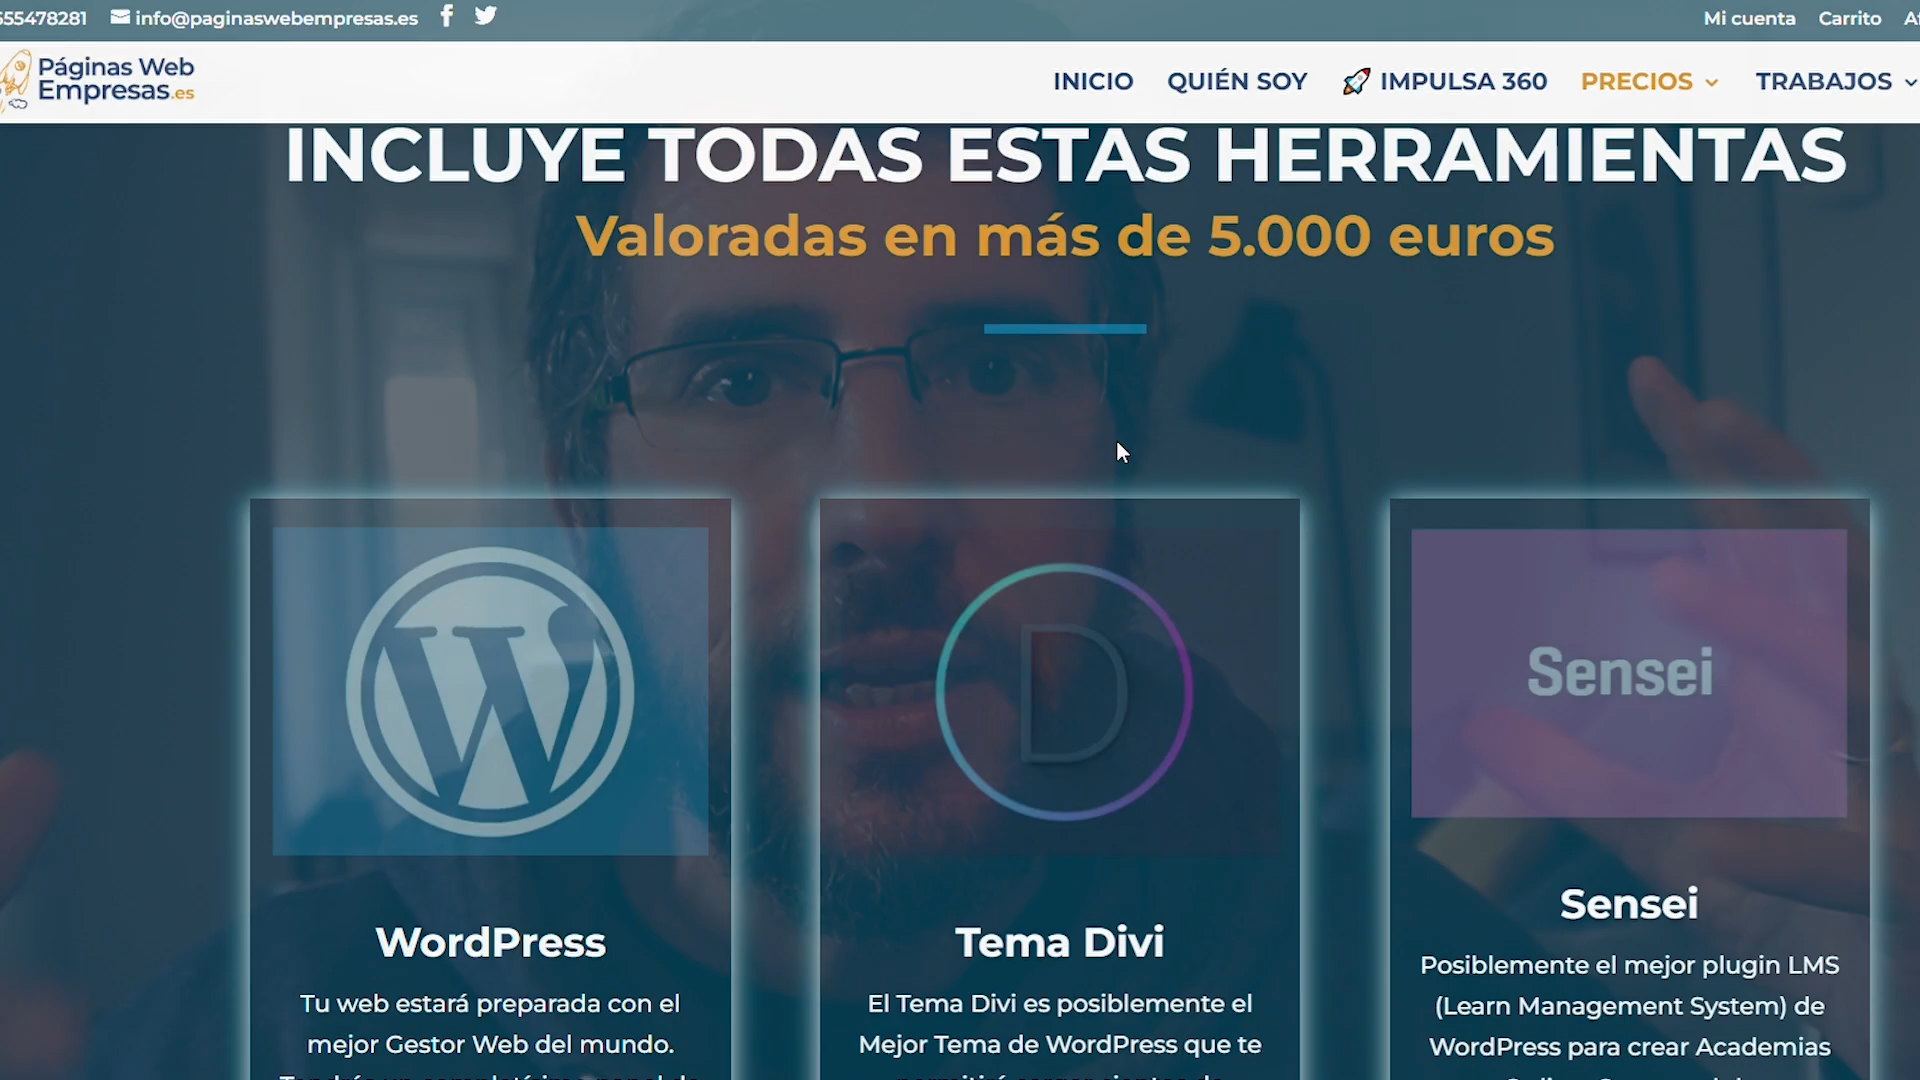 555478281 info@paginaswebempresas.es
Mi cuenta Carrito
Páginas Web
Empresas.es
INICIO QUIÉN SOY IMPULSA 360 PRECIOS TRABAJOS
INCLUYE TODAS ESTAS HERRAMIENTAS
Valoradas en más de 5.000 euros
W
D
Sensei
WordPress
Tu web estará preparada con el
mejor Gestor Web del mundo.
Tema Divi
El Tema Divi es posiblemente el
Mejor Tema de WordPress que te
Sensei
Posiblemente el mejor plugin LMS
(Learn Management System) de
WordPress para crear Academias